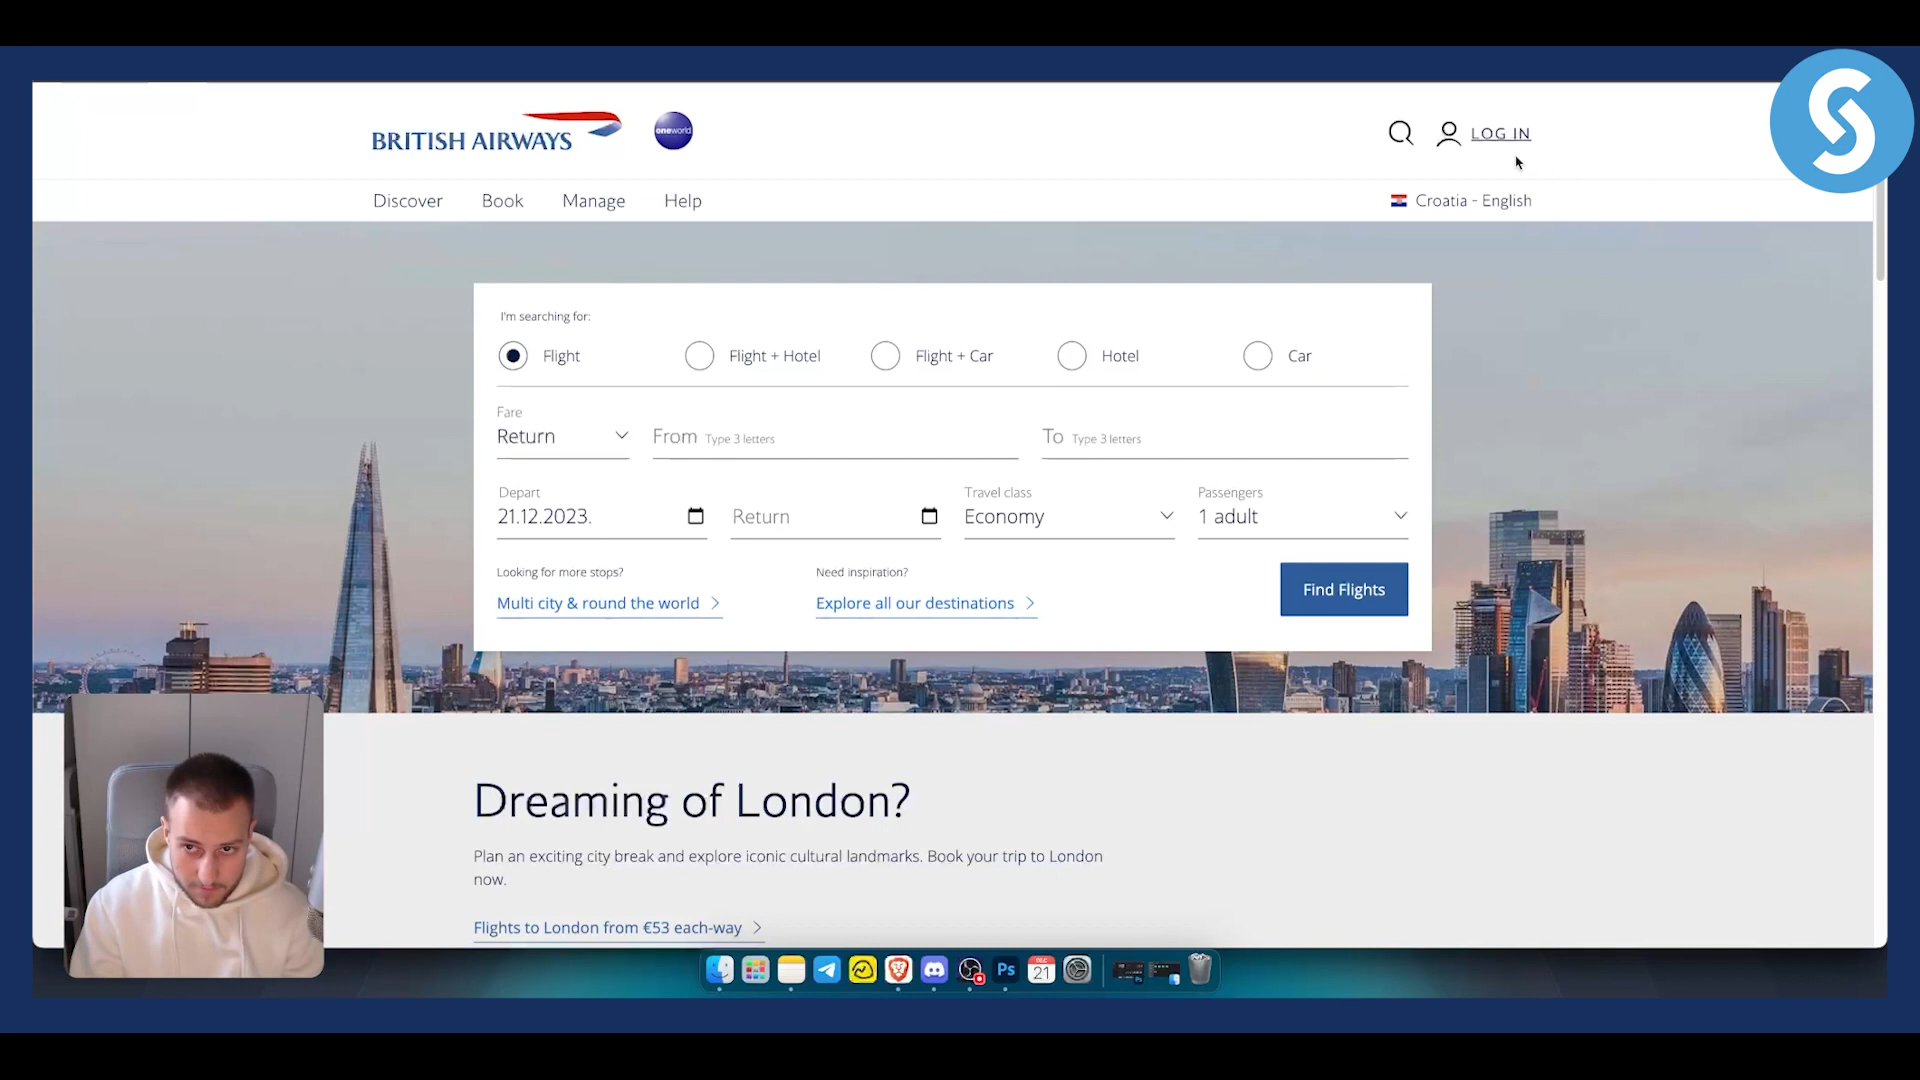 BRITISH AIRWAYS
oneworld
LOG IN
Discover
Book
Manage
Help
Croatia - English
I'm searching for:
Flight
Flight + Hotel
Flight + Car
Hotel
Car
Fare
Return
From Type 3 letters
To Type 3 letters
Depart
21.12.2023.
Return
Travel class
Economy
Passengers
1 adult
Looking for more stops?
Multi city & round the world
Need inspiration?
Explore all our destinations
Find Flights
Dreaming of London?
Plan an exciting city break and explore iconic cultural landmarks. Book your trip to London
now.
Flights to London from €53 each-way
Ps
21